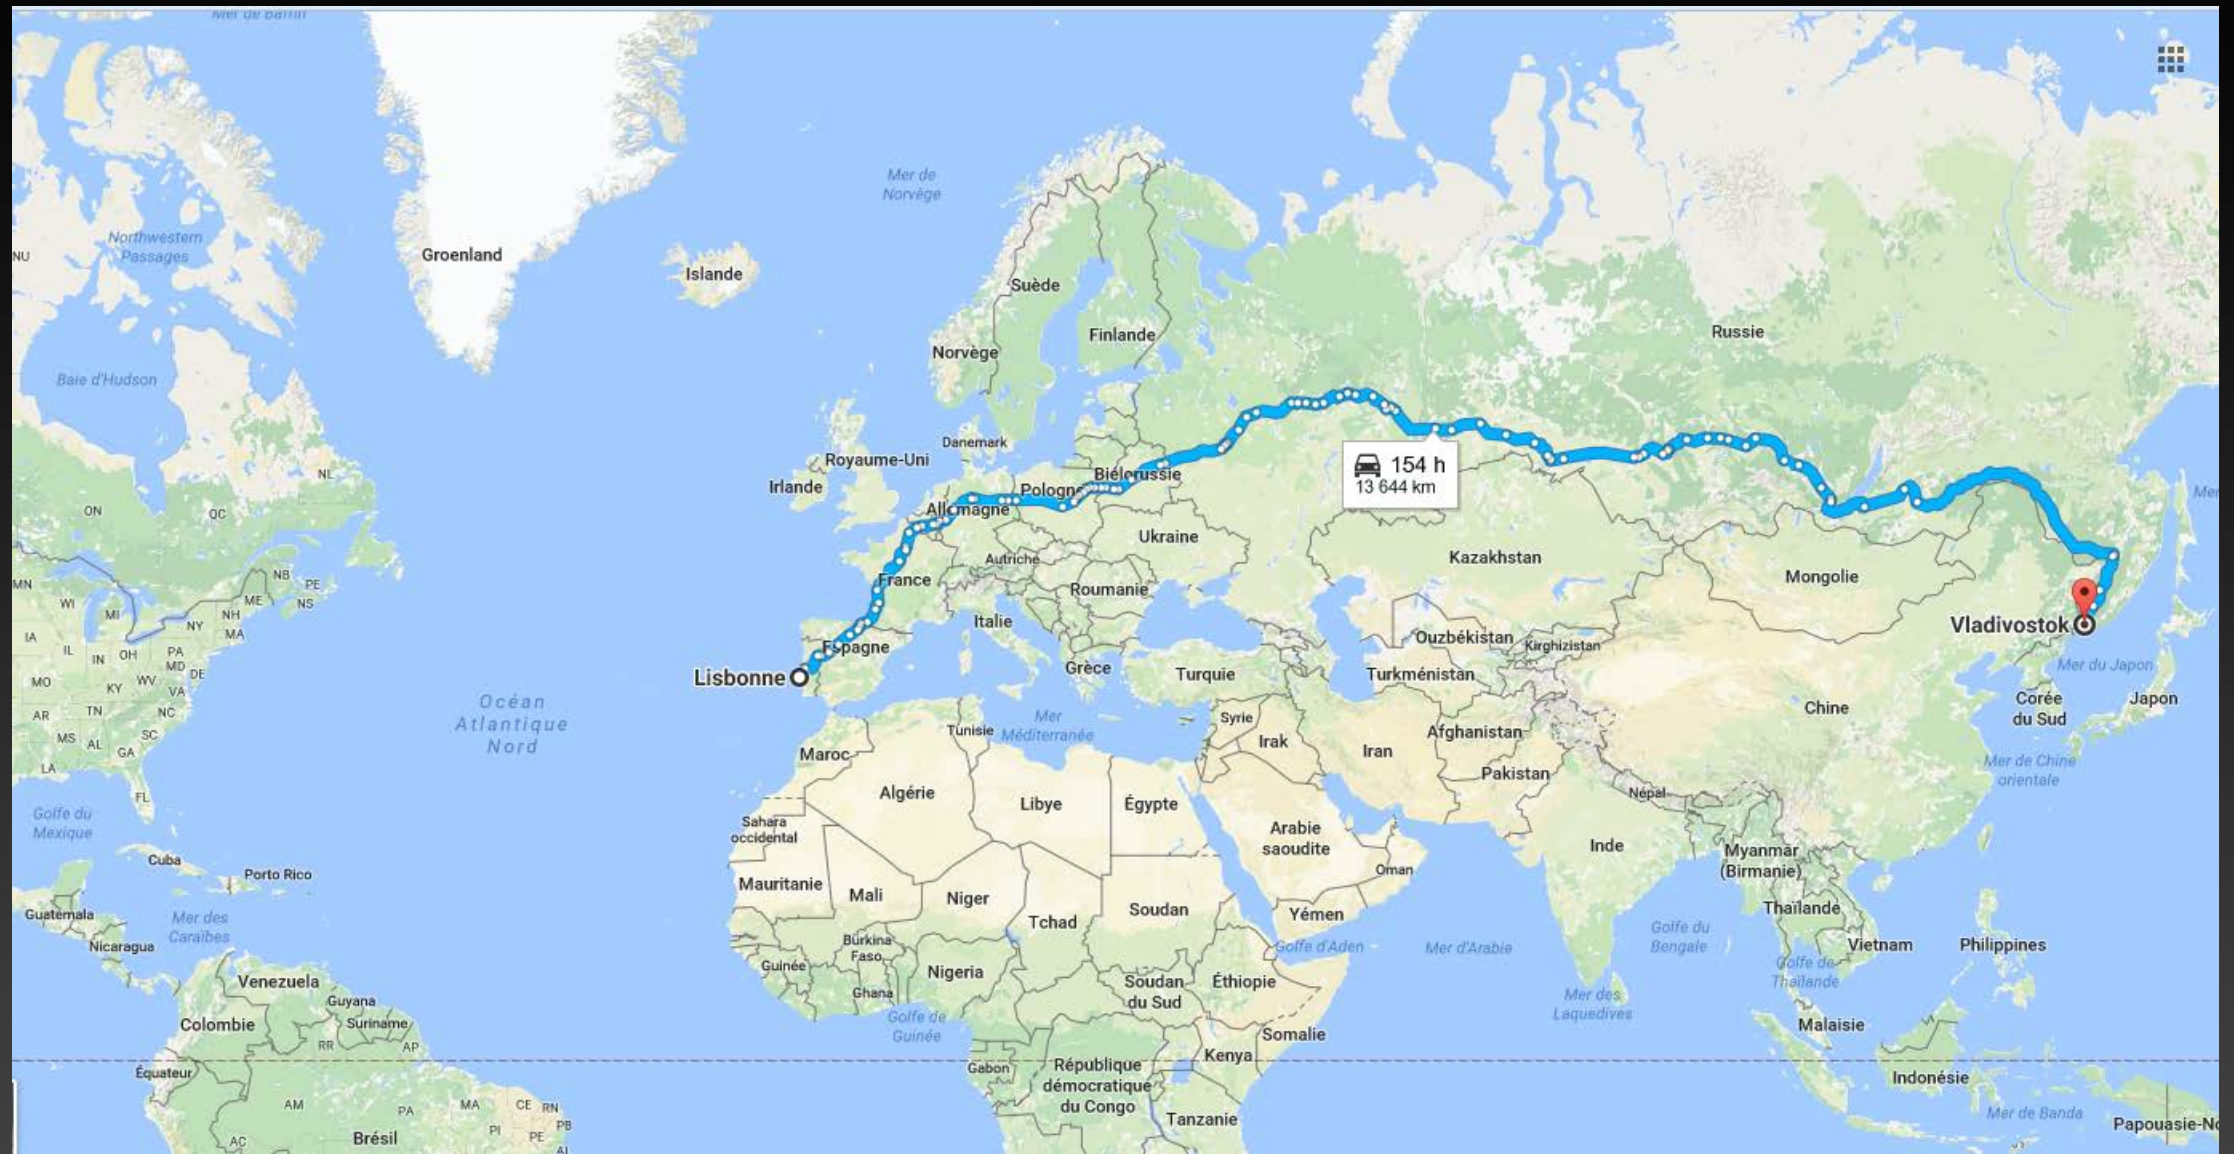 Mer de Baffin
Mer de
Norvège
Northwestern
Passages
NU
Groenland
Islande
Suède
Russie
Finlande
Norvège
Baie d'Hudson
Danemark
Royaume-Uni
NL
Biélorussie
154 h
13 644 km
Irlande
Pologne
Mer
ON
QC
Allemagne
Ukraine
Autriche
Kazakhstan
France
Mongolie
MN
NB
PE
Roumanie
WI
ME
NS
MI
NH
Italie
Vladivostok
NY
MA
IA
Ouzbékistan
Kirghizistan
Espagne
IL
IN
OH
PA
MD
DE
Grèce
Mer du Japon
Lisbonne
Turquie
Turkménistan
MO
KY
WV
VA
Océan
Atlantique
Nord
Corée
du Sud
Japon
Chine
AR
TN
NC
Mer
Méditerranée
Syrie
Tunisie
Afghanistan
MS
AL
GA
SC
Irak
Iran
Maroc
LA
Mer de Chine
orientale
Pakistan
FL
Algérie
Libye
Égypte
Népal
Golfe du
Mexique
Sahara
occidental
Arabie
saoudite
Inde
Myanmar
(Birmanie)
Cuba
Porto Rico
Oman
Mauritanie
Mali
Niger
Soudan
Yémen
Thaïlande
Guatemala
Mer des
Caraïbes
Tchad
Golfe du
Bengale
Nicaragua
Burkina
Faso
Golfe d'Aden
Mer d'Arabie
Vietnam
Philippines
Guinée
Nigeria
Golfe de
Thaïlande
Venezuela
Soudan
du Sud
Éthiopie
Ghana
Mer des
Laquedives
Guyana
Colombie
Suriname
Golfe de
Guinée
Malaisie
Somalie
RR
AP
Kenya
Équateur
Gabon
République
démocratique
du Congo
Indonésie
AM
PA
MA
CE
RN
Mer de Banda
Tanzanie
PB
Papouasie-No
PI
PE
AC
Brésil
AL